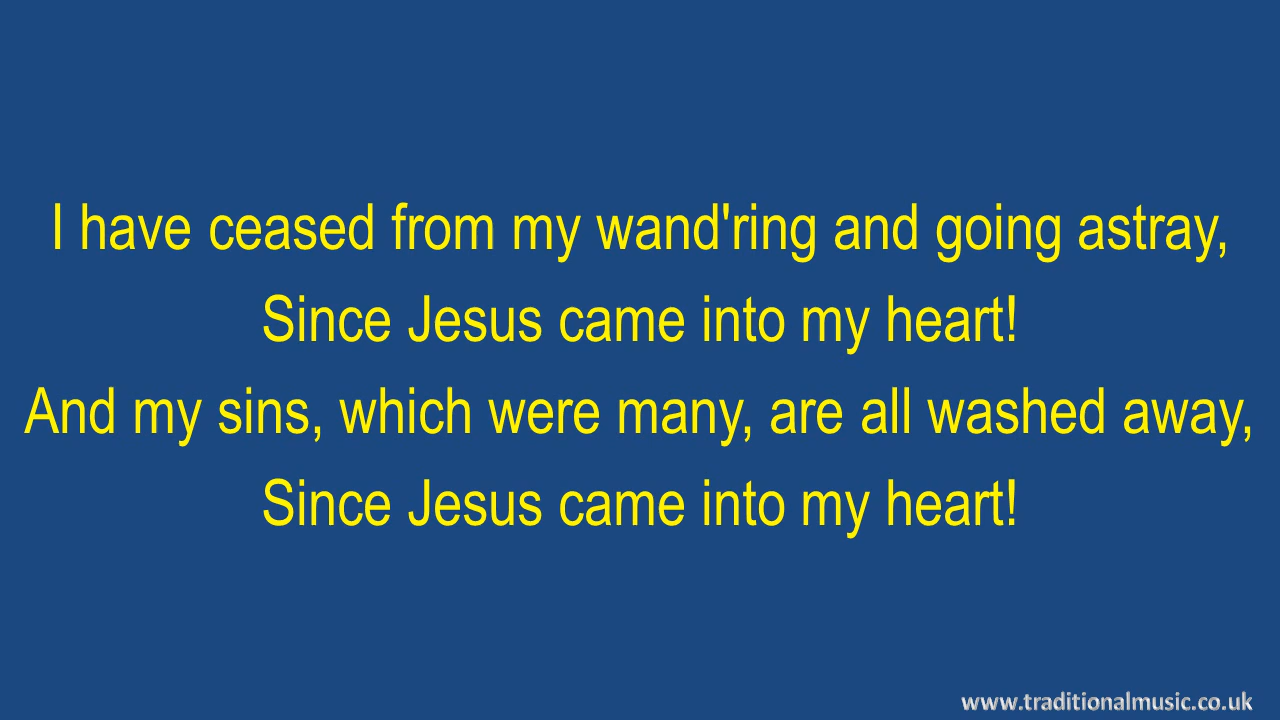 I have ceased from my wand'ring and going astray,
Since Jesus came into my heart!
And my sins, which were many, are all washed away,
Since Jesus came into my heart!
www.traditionalmusic.co.uk